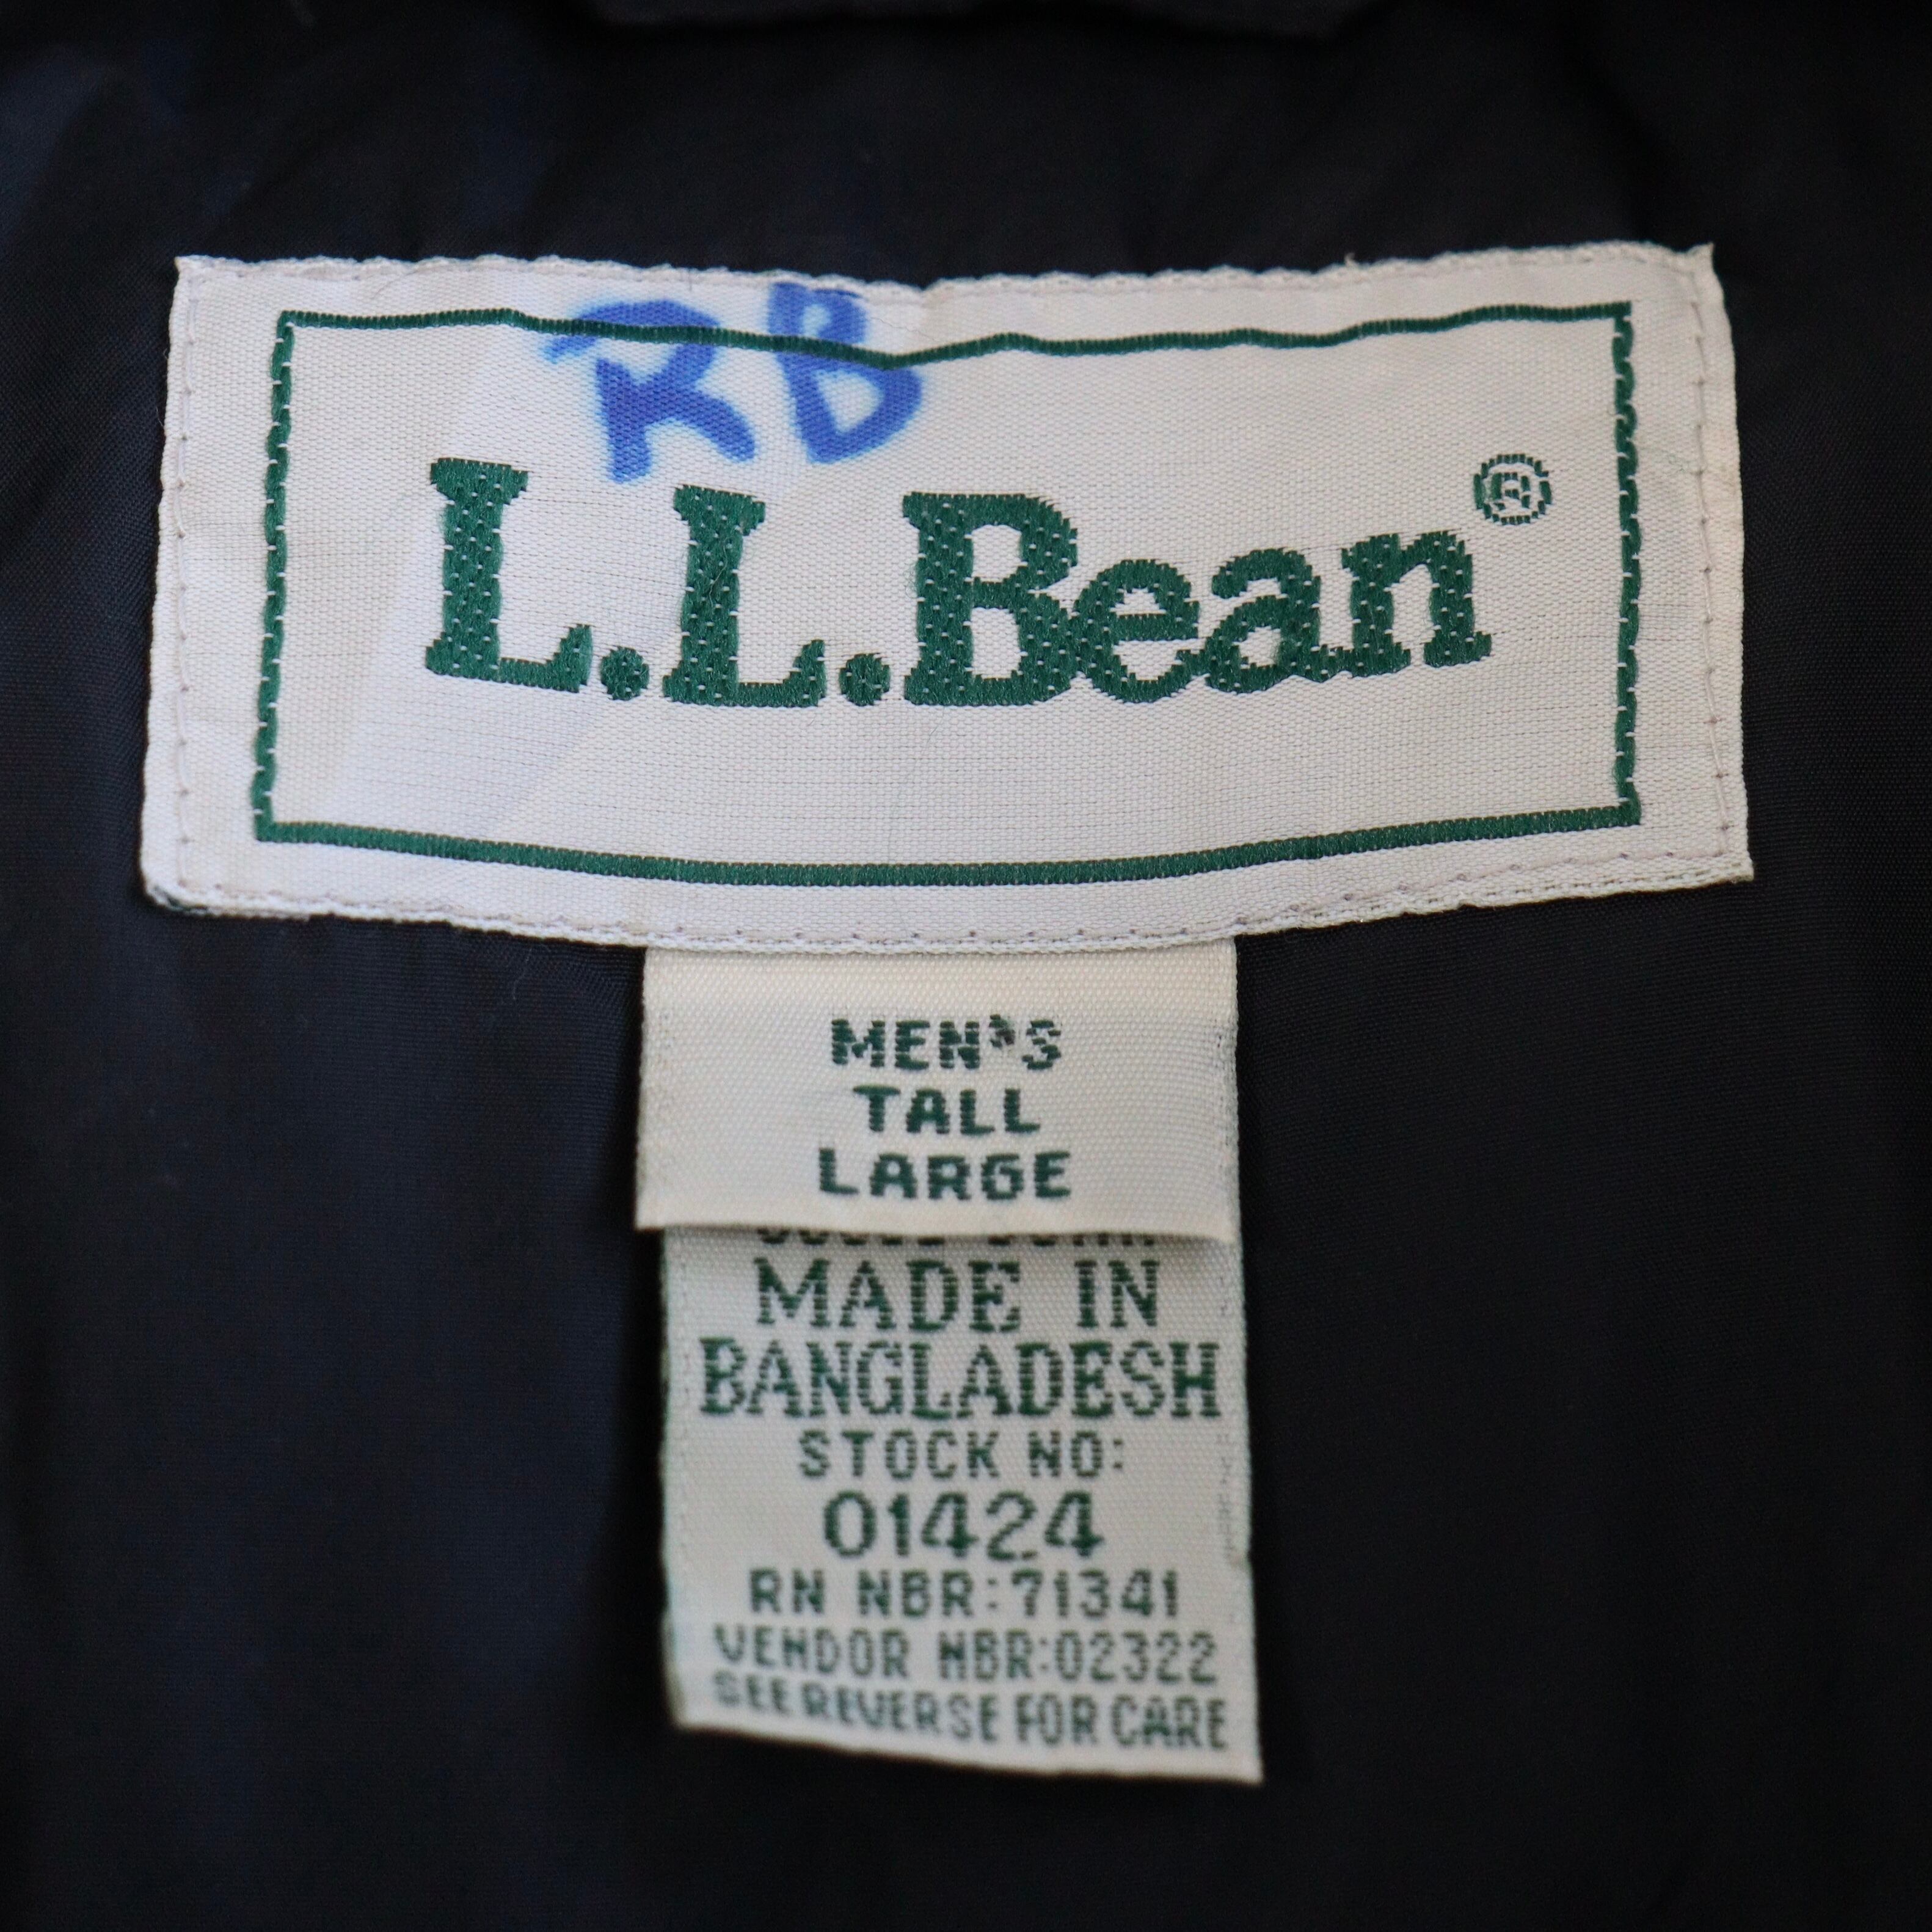 RB
L.L.Bean®
MEN'S
TALL
LARGE
MADE IN
BANGLADESH
STOCK NO:
01424
RN NBR:71341
VENDOR NBR:02322
SEE REVERSE FOR CARE